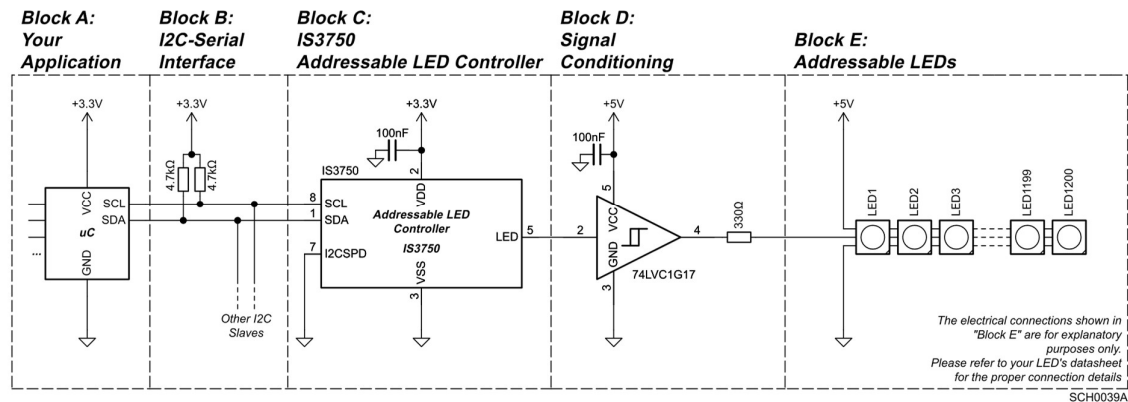 Block A:
Your
Application
Block B:
I2C-Serial
Interface
Block C:
IS3750
Addressable LED Controller
Block D:
Signal
Conditioning
Block E:
Addressable LEDs
+3.3V
VCC
SCL
SDA
uC
GND
...
+3.3V
4.7kΩ
4.7kΩ
Other I2C
Slaves
+3.3V
100nF
IS3750
2
VDD
8
SCL
1
SDA
7
I2CSPD
Addressable LED
Controller
IS3750
LED
5
VSS
3
+5V
100nF
5
VCC
2
GND
4
3
74LVC1G17
330Ω
+5V
LED1
LED2
LED3
LED1199
LED1200
The electrical connections shown in
"Block E" are for explanatory
purposes only.
Please refer to your LED's datasheet
for the proper connection details
SCH0039A